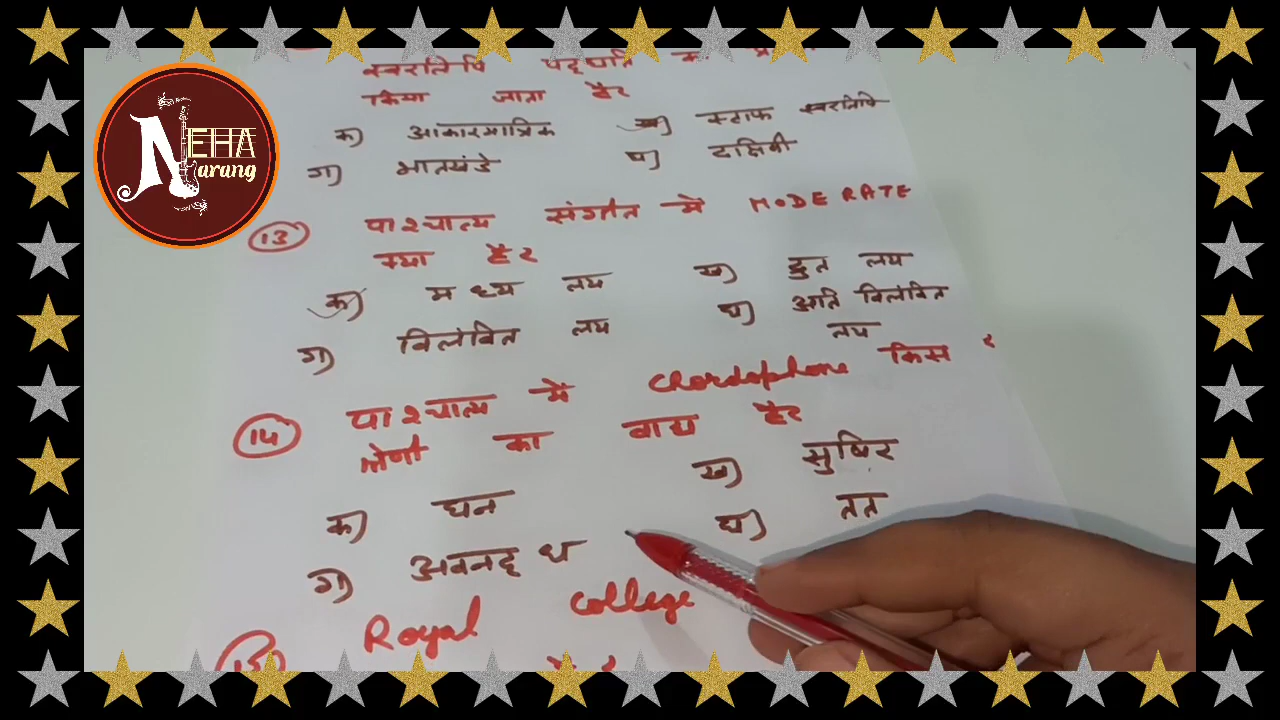 NEHA
Narang
स्वरलिपि पद्धति का
किया जाता है?
क) आकारमात्रिक ख) स्टाफ स्वरलिपि
ग) भातखंडे घ) दाक्षिणी
13 पाश्चात्य संगीत में MODERATE
क्या है?
क) मध्य लय ख) द्रुत लय
ग) विलंबित लय घ) अति विलंबित
लय
14 पाश्चात्य में Chordophone किस
श्रेणी का वाद्य है?
क) घन ख) सुषिर
ग) अवनद्ध घ) तत
15 Royal College